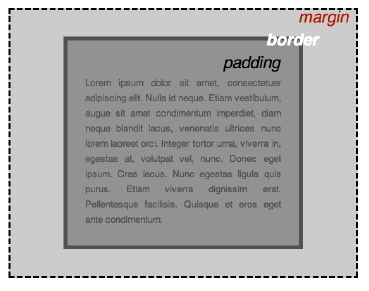 margin
border
padding
Lorem ipsum dolor sit amet, consectetuer
adipiscing elit. Nulla id neque. Etiam vestibulum,
augue sit amet condimentum imperdiet, diam
neque blandit lacus, venenatis ultrices nunc
lorem laoreet orci. Integer tortor urna, viverra in,
egestas at, volutpat vel, nunc. Donec eget
ipsum. Cras lacus. Nunc egestas ligula quis
purus. Etiam viverra dignissim erat.
Pellentesque facilisis. Quisque et eros eget
ante condimentum.